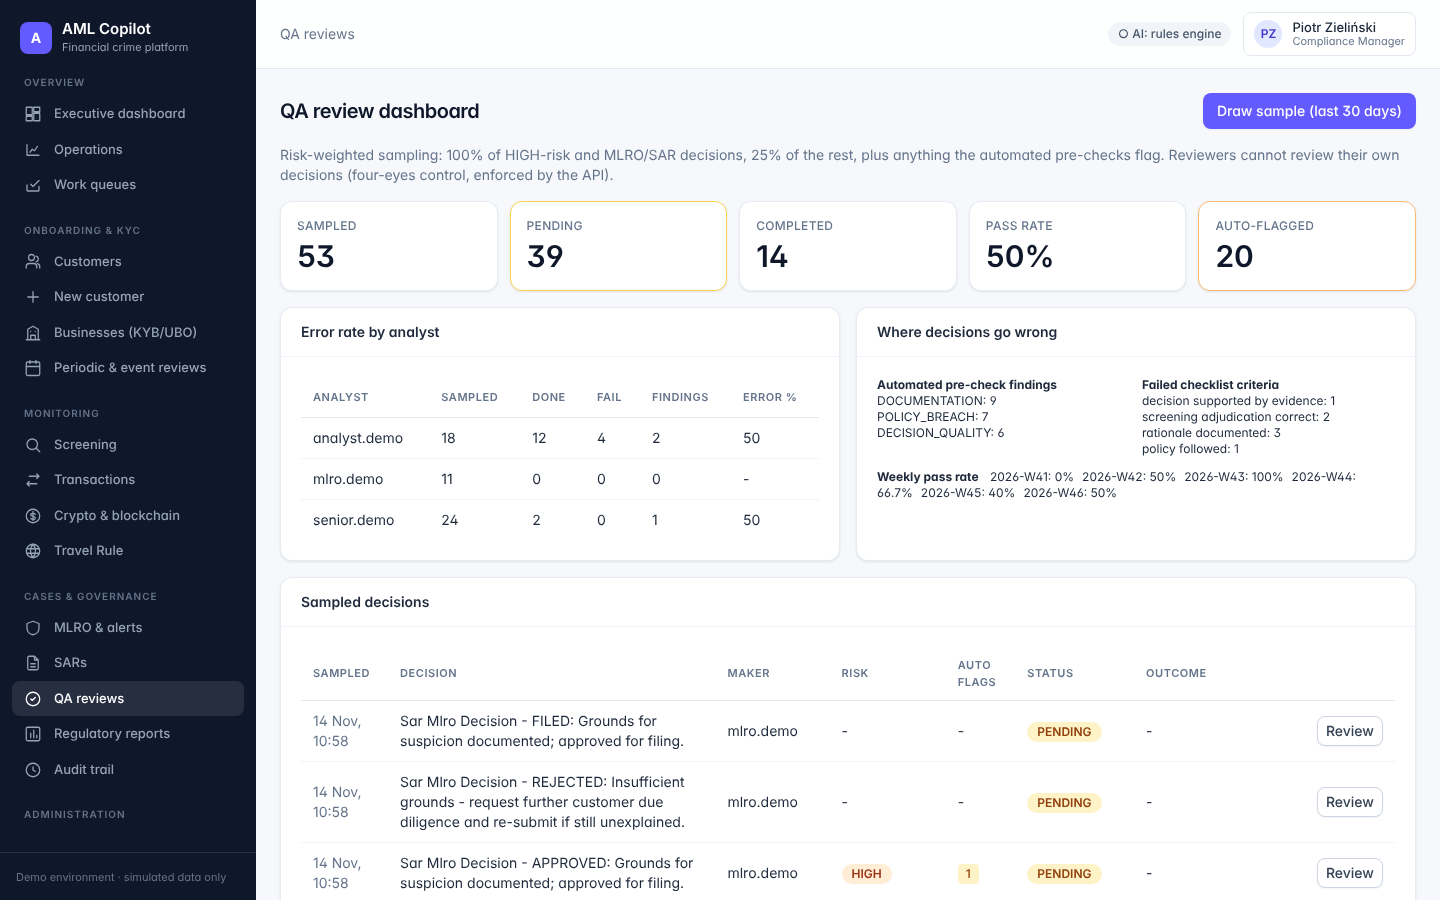 A
AML Copilot
Financial crime platform
OVERVIEW
Executive dashboard
Operations
Work queues
ONBOARDING & KYC
Customers
New customer
Businesses (KYB/UBO)
Periodic & event reviews
MONITORING
Screening
Transactions
Crypto & blockchain
Travel Rule
CASES & GOVERNANCE
MLRO & alerts
SARs
QA reviews
Regulatory reports
Audit trail
ADMINISTRATION
Demo environment · simulated data only
QA reviews
AI: rules engine
PZ
Piotr Zieliński
Compliance Manager
QA review dashboard
Draw sample (last 30 days)
Risk-weighted sampling: 100% of HIGH-risk and MLRO/SAR decisions, 25% of the rest, plus anything the automated pre-checks flag. Reviewers cannot review their own
decisions (four-eyes control, enforced by the API).
SAMPLED
53
PENDING
39
COMPLETED
14
PASS RATE
50%
AUTO-FLAGGED
20
Error rate by analyst
ANALYST SAMPLED DONE FAIL FINDINGS ERROR %
analyst.demo 18 12 4 2 50
mlro.demo 11 0 0 0 -
senior.demo 24 2 0 1 50
Where decisions go wrong
Automated pre-check findings
DOCUMENTATION: 9
POLICY_BREACH: 7
DECISION_QUALITY: 6
Failed checklist criteria
decision supported by evidence: 1
screening adjudication correct: 2
rationale documented: 3
policy followed: 1
Weekly pass rate 2026-W41: 0% 2026-W42: 50% 2026-W43: 100% 2026-W44:
66.7% 2026-W45: 40% 2026-W46: 50%
Sampled decisions
SAMPLED DECISION MAKER RISK AUTO FLAGS STATUS OUTCOME
14 Nov, 10:58
Sar Mlro Decision - FILED: Grounds for
suspicion documented; approved for filing.
mlro.demo - - PENDING - Review
14 Nov, 10:58
Sar Mlro Decision - REJECTED: Insufficient
grounds - request further customer due
diligence and re-submit if still unexplained.
mlro.demo - - PENDING - Review
14 Nov, 10:58
Sar Mlro Decision - APPROVED: Grounds for
suspicion documented; approved for filing.
mlro.demo HIGH 1 PENDING - Review